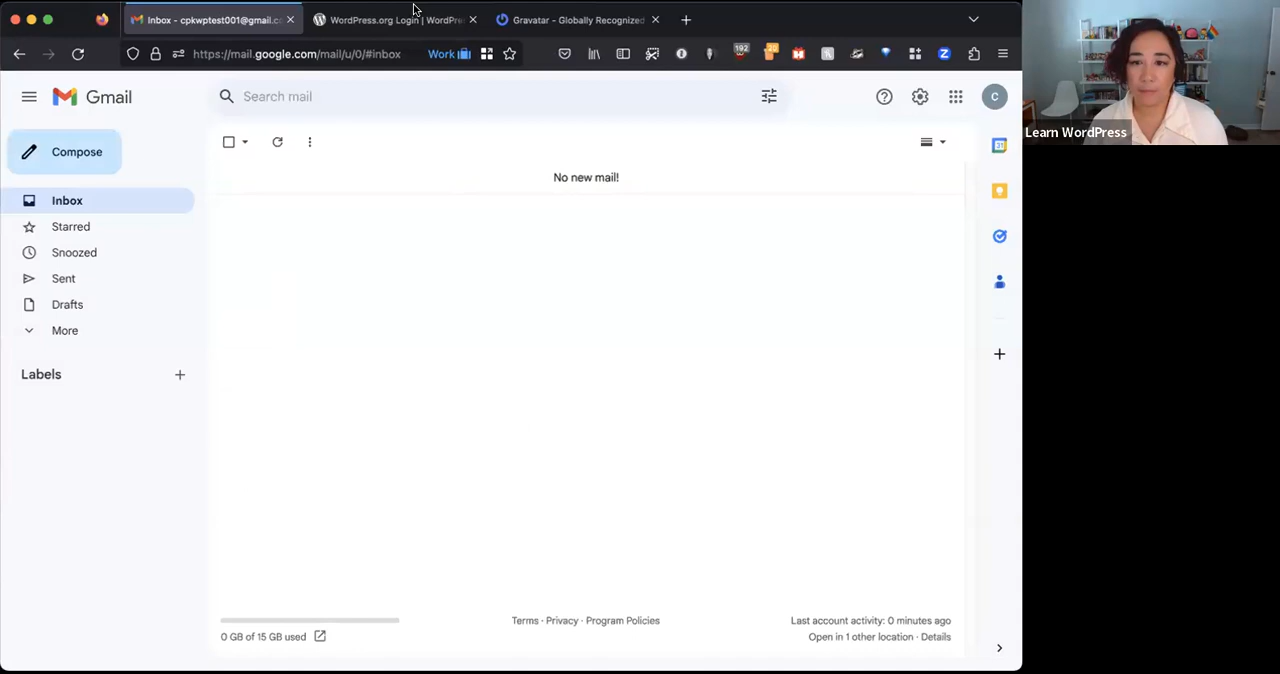 Inbox - cpkwptest001@gmail.c
WordPress.org Login | WordPre
Gravatar - Globally Recognized
https://mail.google.com/mail/u/0/#inbox
Work
192
20
Gmail
Search mail
C
Learn WordPress
Compose
No new mail!
Inbox
Starred
Snoozed
Sent
Drafts
More
Labels
Terms · Privacy · Program Policies
Last account activity: 0 minutes ago
0 GB of 15 GB used
Open in 1 other location · Details